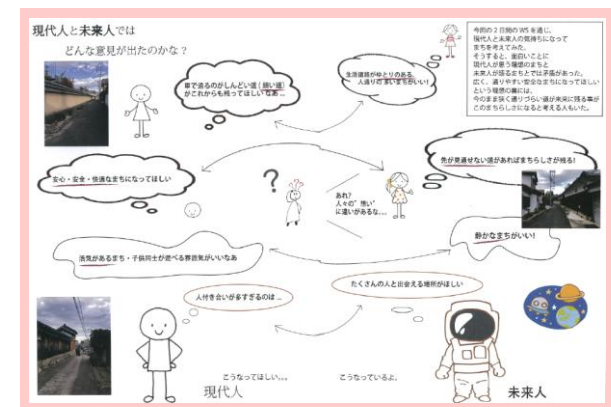 現代人と未来人では
どんな意見が出たのかな?
今回の2日間のWSを通じ、
現代人と未来人の気持ちになって
まちを考えてみた。
そうすると、面白いことに
現代人が思う理想のまちと
未来人が思るまちとでは矛盾があった。
広く、通りやすい安全なまちになってほしい
という理想の裏には、
今のまま狭く通りづらい道が未来に残る事が
このまちらしさになると考える人もいた。
車で通るのがしんどい道(細い道)
がこれからも残ってほしいなあ…
生活道路がゆとりのある、
人通りの多いまちがいい!
安心・安全・快適なまちになってほしい
先が見通せない道があればまちらしさが残る!
あれ?
人々の"想い"
に違いがあるな…
静かなまちがいい!
活気があるまち・子供同士が遊べる雰囲気がいいなあ
人付き合いが多すぎるのは…
たくさんの人と出会える場所がほしい
こうなってほしい…
こうなっているよ。
現代人
未来人